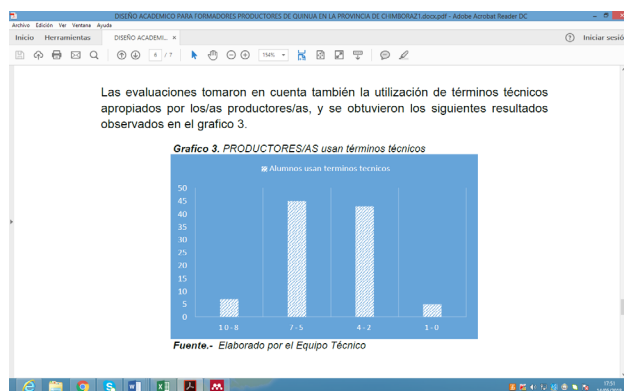 DISEÑO ACADEMICO PARA FORMADORES PRODUCTORES DE QUINUA EN LA PROVINCIA DE CHIMBORAZ1.docx.pdf - Adobe Acrobat Reader DC
Archivo Edición Ver Ventana Ayuda
Inicio Herramientas DISEÑO ACADEMI... × Iniciar sesió
6 / 7 154%
Las evaluaciones tomaron en cuenta también la utilización de términos técnicos
apropiados por los/as productores/as, y se obtuvieron los siguientes resultados
observados en el grafico 3.
Grafico 3. PRODUCTORES/AS usan términos técnicos
Alumnos usan terminos tecnicos
50
45
40
35
30
25
20
15
10
5
0
10 - 8 7 - 5 4 - 2 1 - 0
Fuente.- Elaborado por el Equipo Técnico
17:51